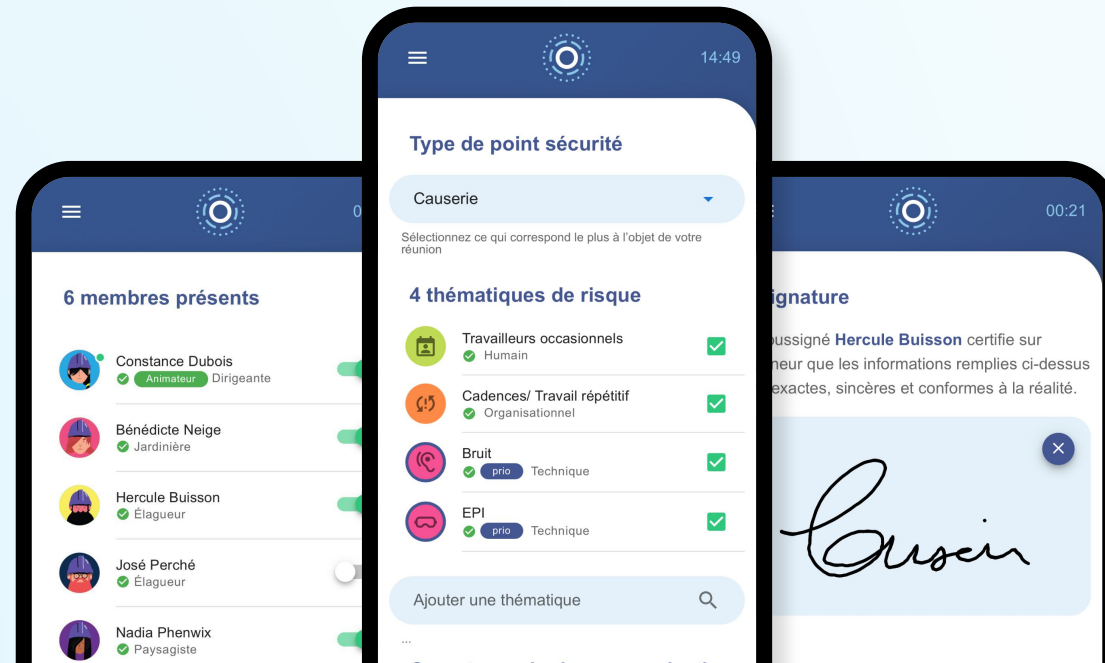 6 membres présents
Constance Dubois
Animateur Dirigeante
Bénédicte Neige
Jardinière
Hercule Buisson
Élagueur
José Perché
Élagueur
Nadia Phenwix
Paysagiste
14:49
Type de point sécurité
Causerie
Sélectionnez ce qui correspond le plus à l'objet de votre
réunion
4 thématiques de risque
Travailleurs occasionnels
Humain
Cadences/ Travail répétitif
Organisationnel
Bruit
prio Technique
EPI
prio Technique
Ajouter une thématique
...
00:21
ignature
oussigné Hercule Buisson certifie sur
neur que les informations remplies ci-dessus
exactes, sincères et conformes à la réalité.